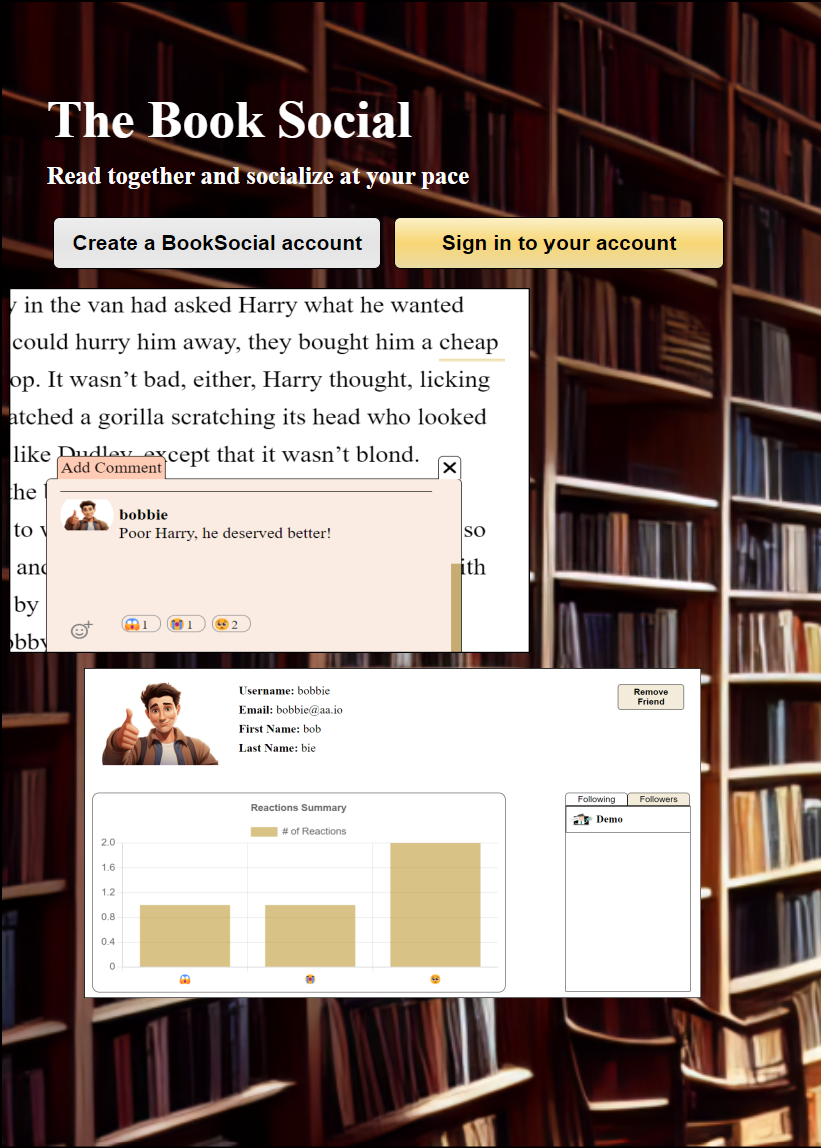 The Book Social
Read together and socialize at your pace
Create a BookSocial account
Sign in to your account
in the van had asked Harry what he wanted
could hurry him away, they bought him a cheap
op. It wasn’t bad, either, Harry thought, licking
atched a gorilla scratching its head who looked
like Dudley, except that it wasn’t blond.
Add Comment
the
bobbie
Poor Harry, he deserved better!
to
so
and
ith
by
1
1
2
Username: bobbie
Email: bobbie@aa.io
First Name: bob
Last Name: bie
Remove
Friend
Reactions Summary
# of Reactions
2.0
1.6
1.2
0.8
0.4
0
Following
Followers
Demo